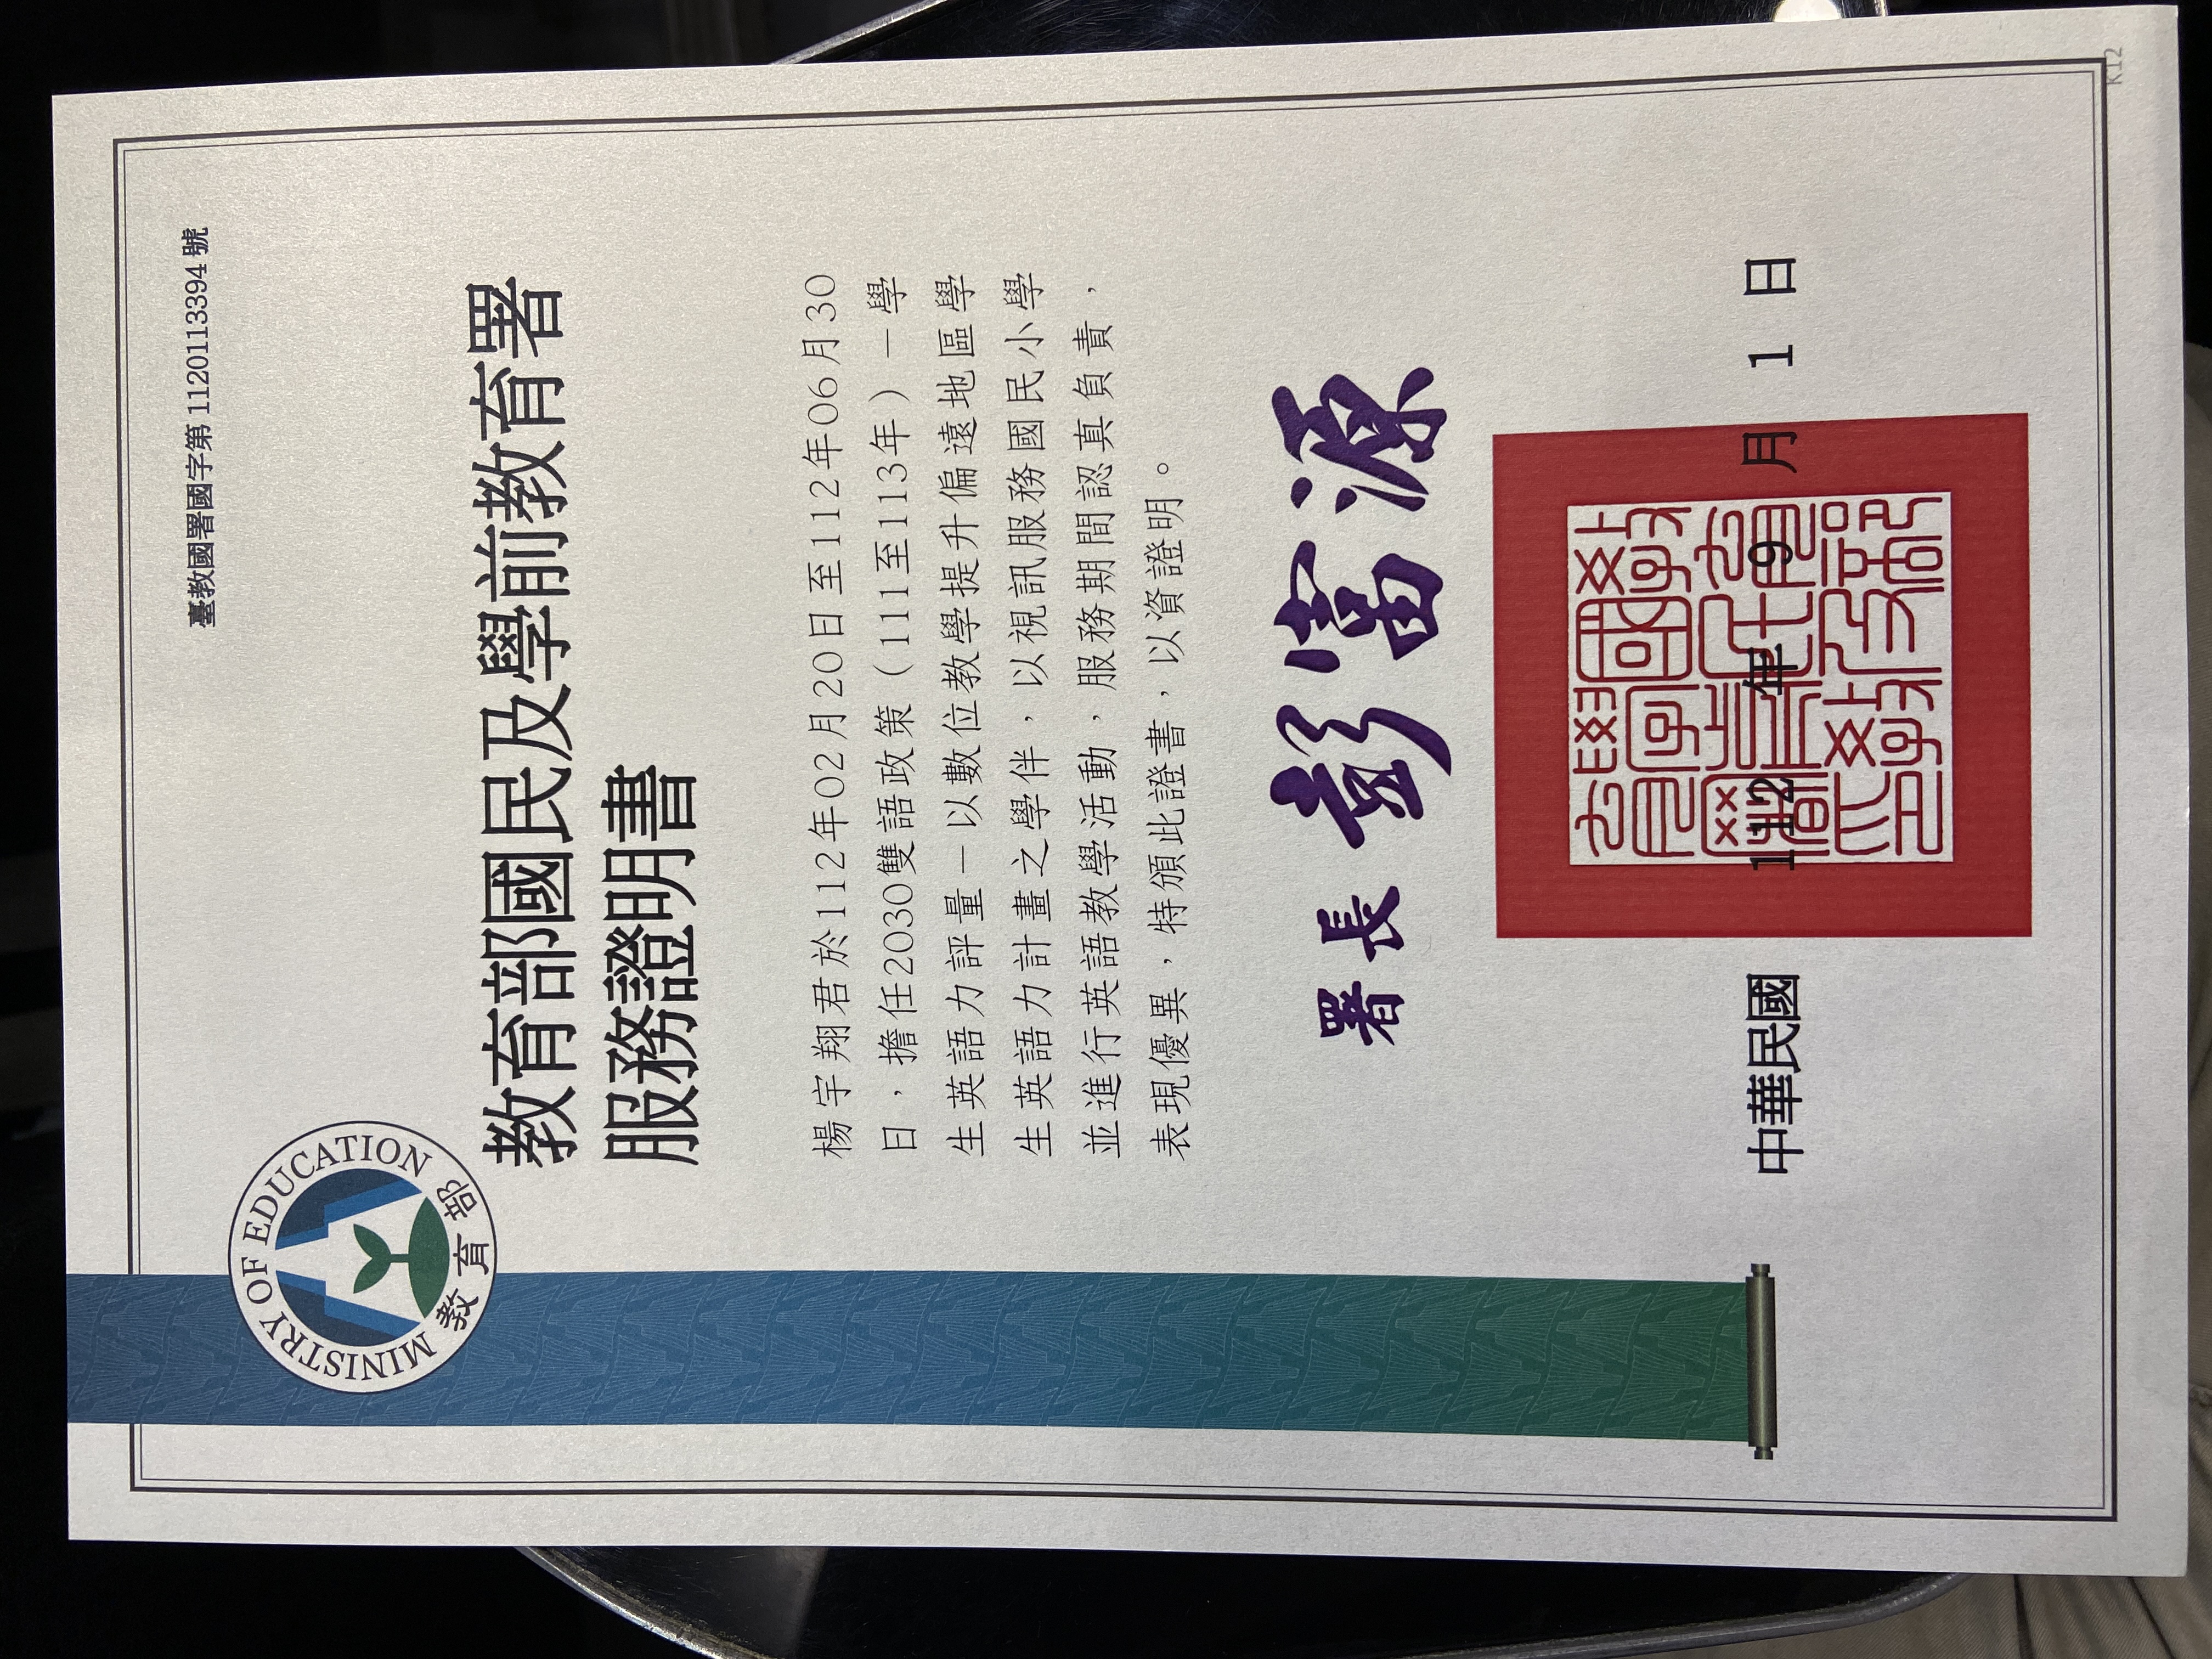 臺教國署國字第 1120113394 號
MINISTRY OF EDUCATION
教育部
教育部國民及學前教育署
服務證明書
楊宇翔君於112年02月20日至112年06月30
日，擔任2030雙語政策（111至113年）－學
生英語力評量－以數位教學提升偏遠地區學
生英語力計畫之學伴，以視訊服務國民小學
並進行英語教學活動，服務期間認真負責，
表現優異，特頒此證書，以資證明。
署長 彭富源
教育部
國民及
學前教
育署印
中華民國 112 年 9 月 1 日
K12